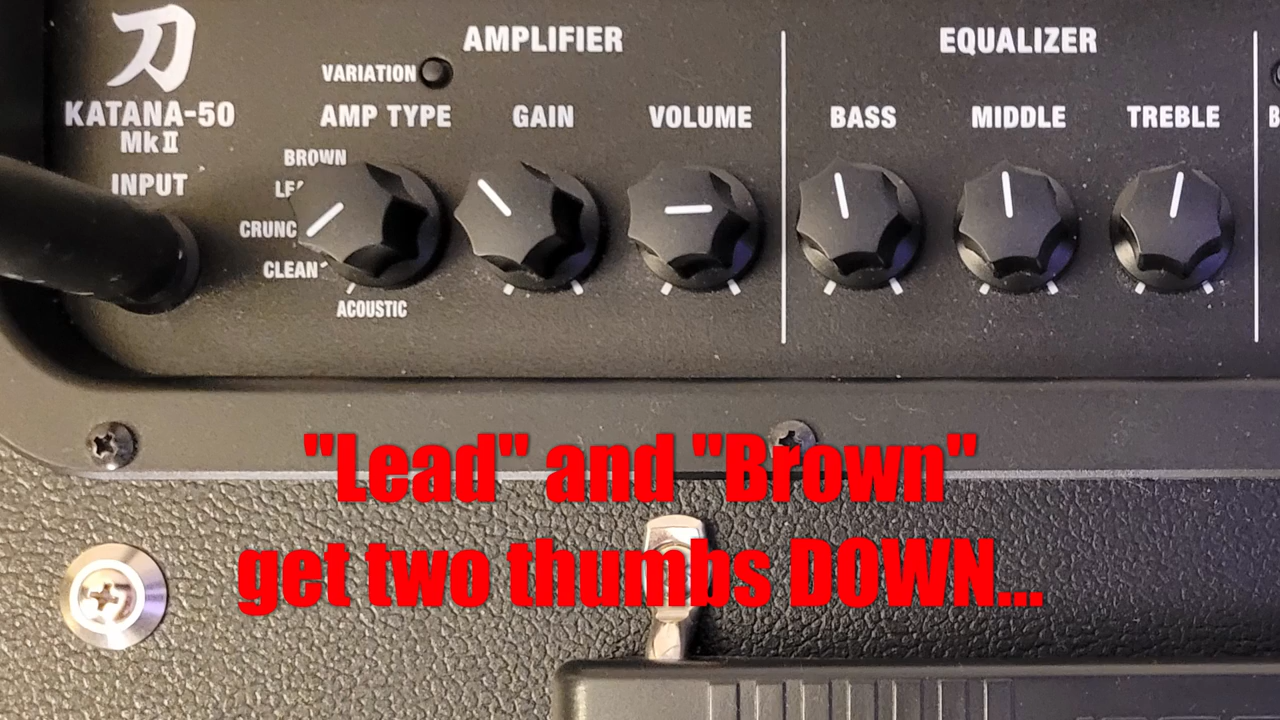 刀
KATANA-50
MkⅡ
INPUT
AMPLIFIER
VARIATION
AMP TYPE
GAIN
VOLUME
BROWN
CLEAN
ACOUSTIC
EQUALIZER
BASS
MIDDLE
TREBLE
"Lead" and "Brown"
get two thumbs DOWN...